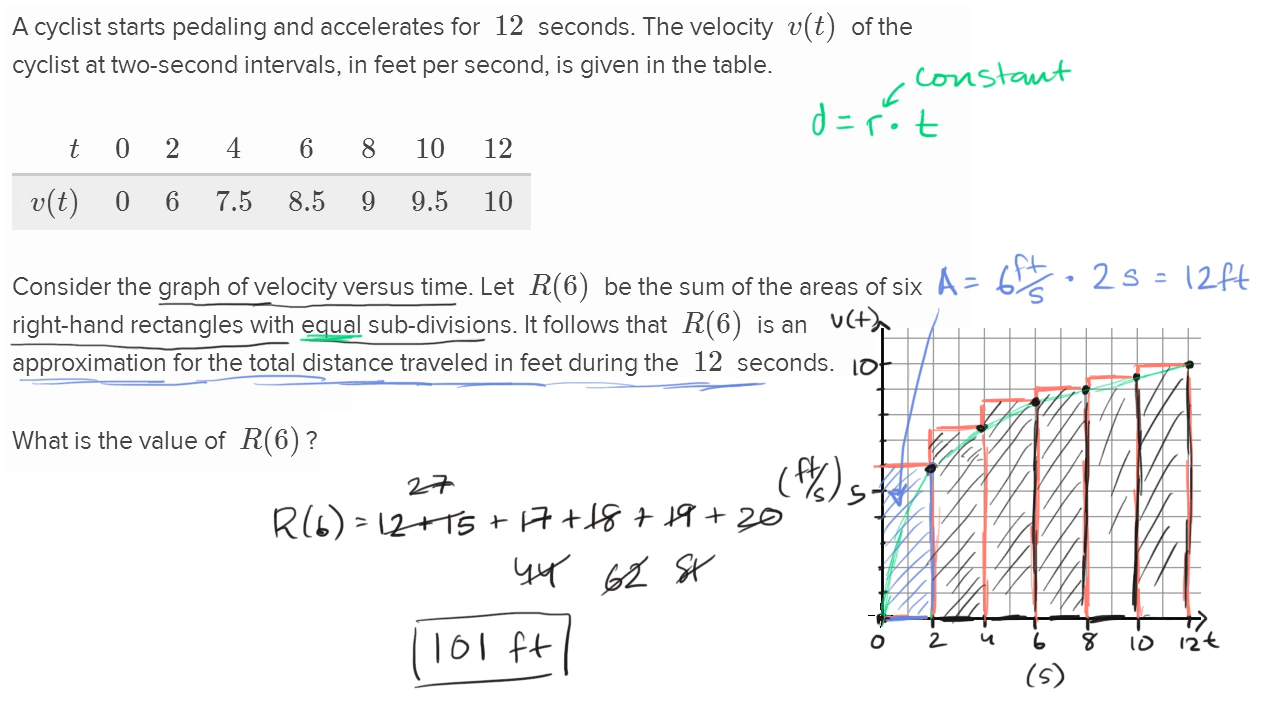 A cyclist starts pedaling and accelerates for 12 seconds. The velocity v(t) of the
cyclist at two-second intervals, in feet per second, is given in the table.
constant
d = r · t
t 0 2 4 6 8 10 12
v(t) 0 6 7.5 8.5 9 9.5 10
Consider the graph of velocity versus time. Let R(6) be the sum of the areas of six
A = 6 ft/s · 2 s = 12ft
right-hand rectangles with equal sub-divisions. It follows that R(6) is an
v(t)
approximation for the total distance traveled in feet during the 12 seconds.
10
What is the value of R(6)?
(ft/s) 5
27
R(6) = 12 + 15 + 17 + 18 + 19 + 20
44 62 81
101 ft
0 2 4 6 8 10 12 t
(s)